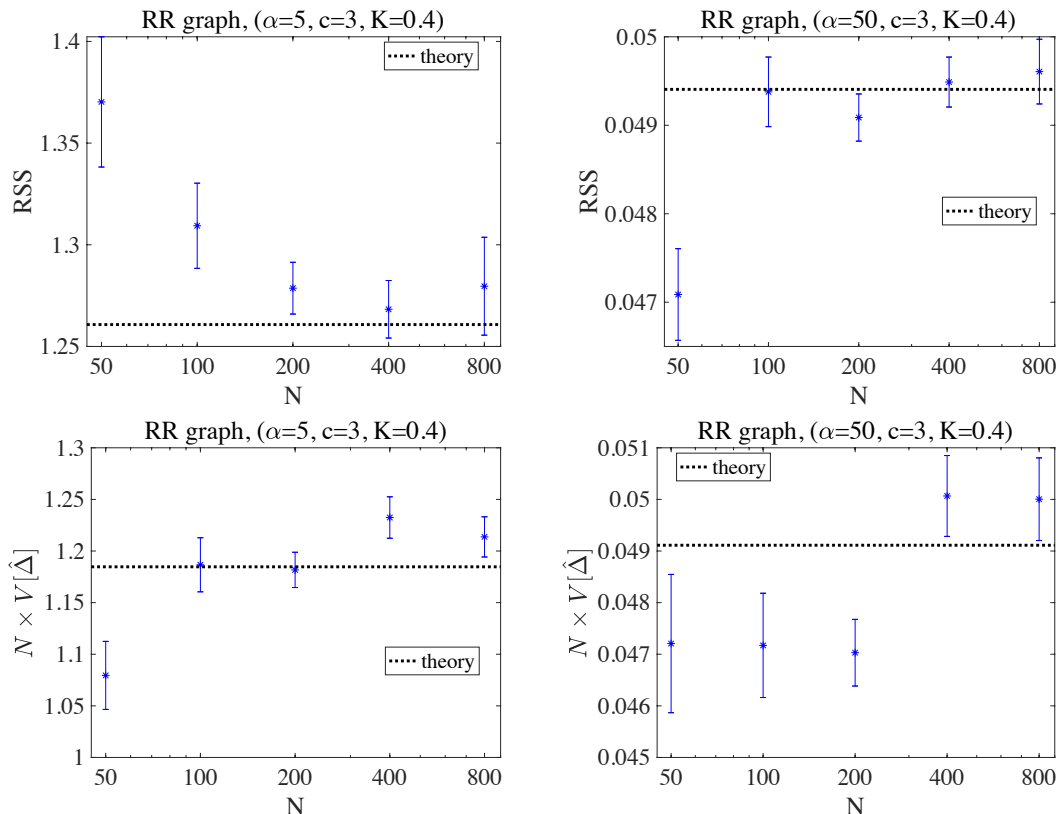 RR graph, (α=5, c=3, K=0.4)
1.4
1.35
1.3
1.25
RSS
theory
50 100 200 400 800
N
RR graph, (α=50, c=3, K=0.4)
0.05
0.049
0.048
0.047
RSS
theory
50 100 200 400 800
N
RR graph, (α=5, c=3, K=0.4)
1.3
1.25
1.2
1.15
1.1
1.05
1
N × V[Δ̂]
theory
50 100 200 400 800
N
RR graph, (α=50, c=3, K=0.4)
0.051
0.05
0.049
0.048
0.047
0.046
0.045
N × V[Δ̂]
theory
50 100 200 400 800
N